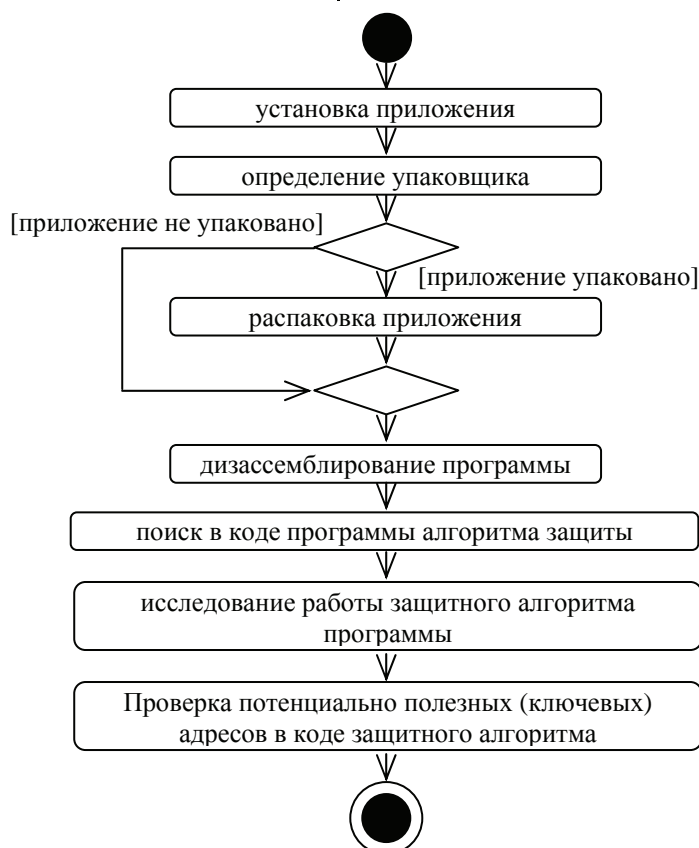 установка приложения
определение упаковщика
[приложение не упаковано]
[приложение упаковано]
распаковка приложения
дизассемблирование программы
поиск в коде программы алгоритма защиты
исследование работы защитного алгоритма
программы
Проверка потенциально полезных (ключевых)
адресов в коде защитного алгоритма